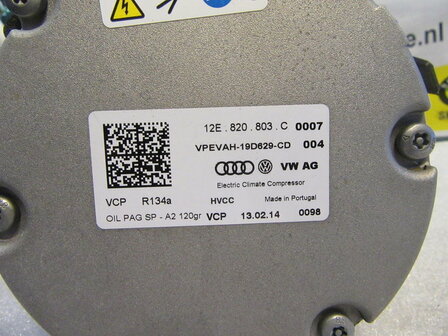 e.nl
12E.820.803.C 0007
VPEVAH-19D629-CD 004
VW AG
Electric Climate Compressor
VCP R134a HVCC Made in Portugal
OIL PAG SP - A2 120gr VCP 13.02.14 0098